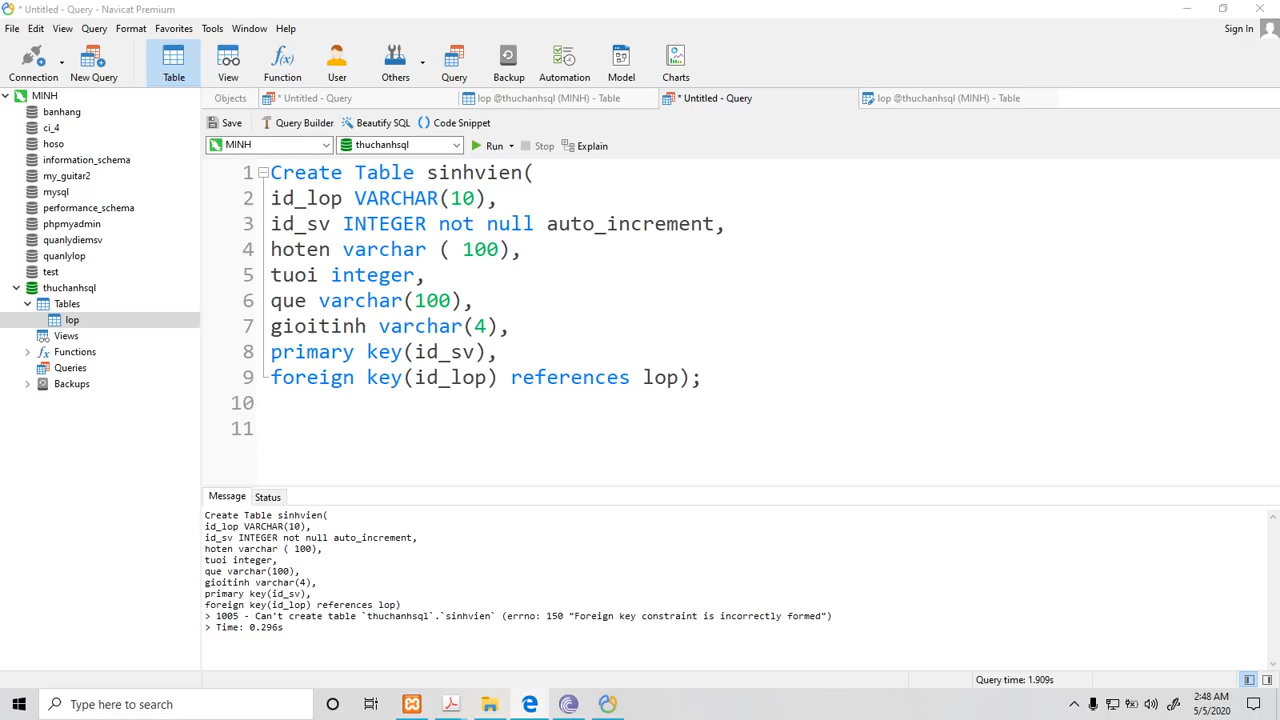 * Untitled - Query - Navicat Premium
File Edit View Query Format Favorites Tools Window Help
Sign In
Connection New Query Table View Function User Others Query Backup Automation Model Charts
MINH
banhang
ci_4
hoso
information_schema
my_guitar2
mysql
performance_schema
phpmyadmin
quanlydiemsv
quanlylop
test
thuchanhsql
Tables
lop
Views
Functions
Queries
Backups
Objects * Untitled - Query lop @thuchanhsql (MINH) - Table * Untitled - Query lop @thuchanhsql (MINH) - Table
Save Query Builder Beautify SQL () Code Snippet
MINH thuchanhsql Run Stop Explain
1 Create Table sinhvien(
2 id_lop VARCHAR(10),
3 id_sv INTEGER not null auto_increment,
4 hoten varchar ( 100),
5 tuoi integer,
6 que varchar(100),
7 gioitinh varchar(4),
8 primary key(id_sv),
9 foreign key(id_lop) references lop);
10
11
Message Status
Create Table sinhvien(
id_lop VARCHAR(10),
id_sv INTEGER not null auto_increment,
hoten varchar ( 100),
tuoi integer,
que varchar(100),
gioitinh varchar(4),
primary key(id_sv),
foreign key(id_lop) references lop)
> 1005 - Can't create table `thuchanhsql`.`sinhvien` (errno: 150 "Foreign key constraint is incorrectly formed")
> Time: 0.296s
Query time: 1.909s
Type here to search
2:48 AM
5/5/2020